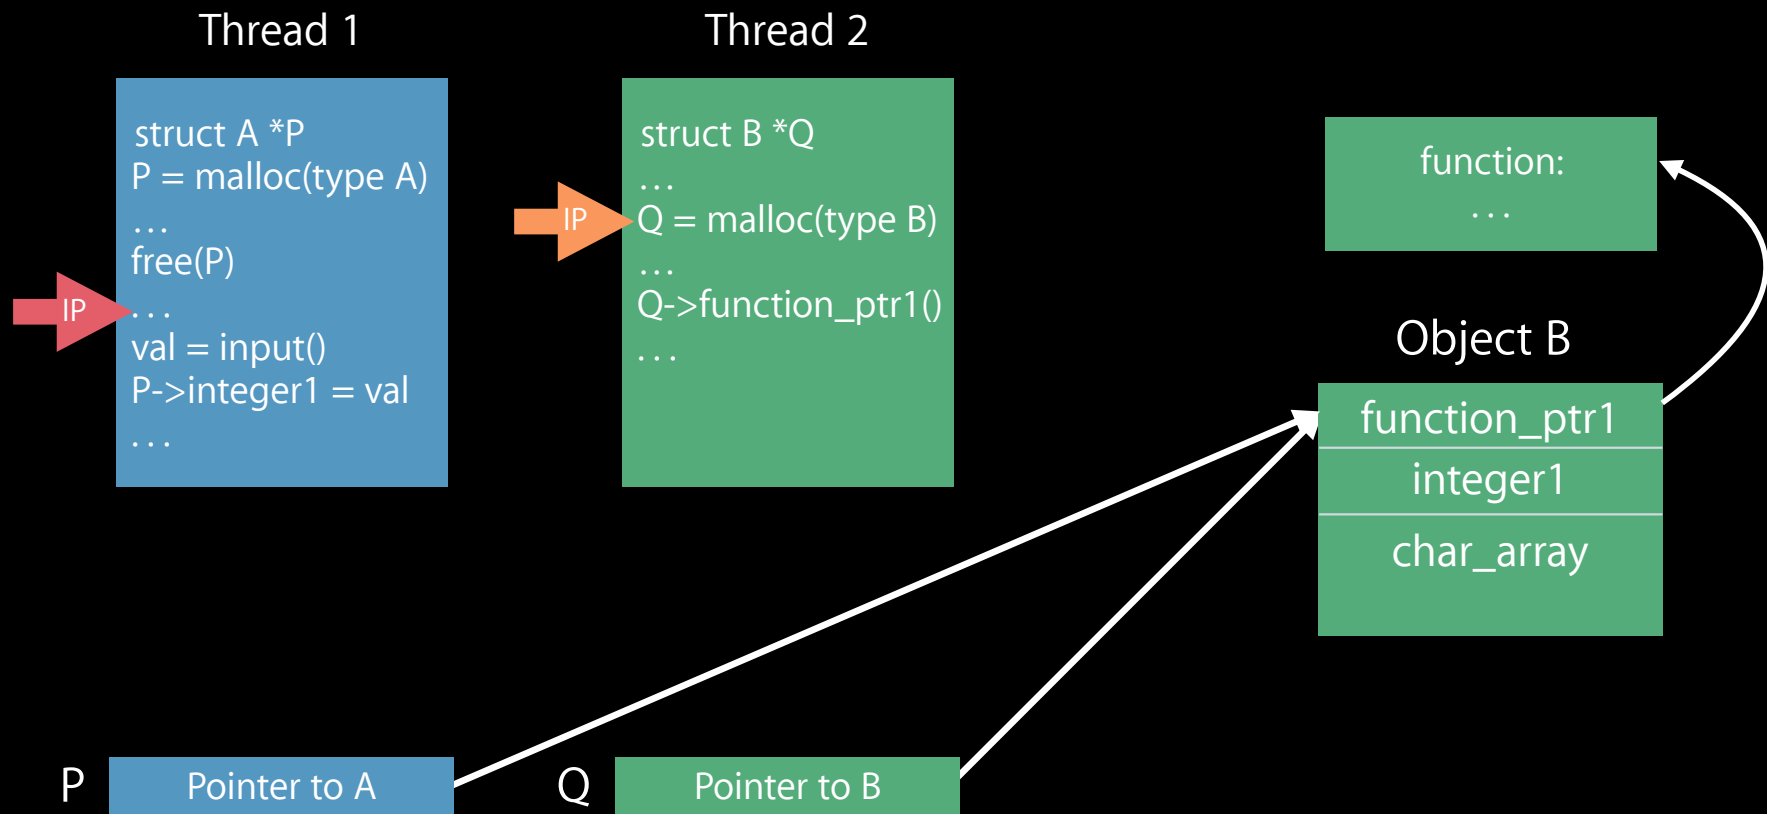 Thread 1
struct A *P
P = malloc(type A)
...
free(P)
...
val = input()
P->integer1 = val
...
IP
Thread 2
struct B *Q
...
Q = malloc(type B)
...
Q->function_ptr1()
...
IP
function:
...
Object B
function_ptr1
integer1
char_array
P
Pointer to A
Q
Pointer to B